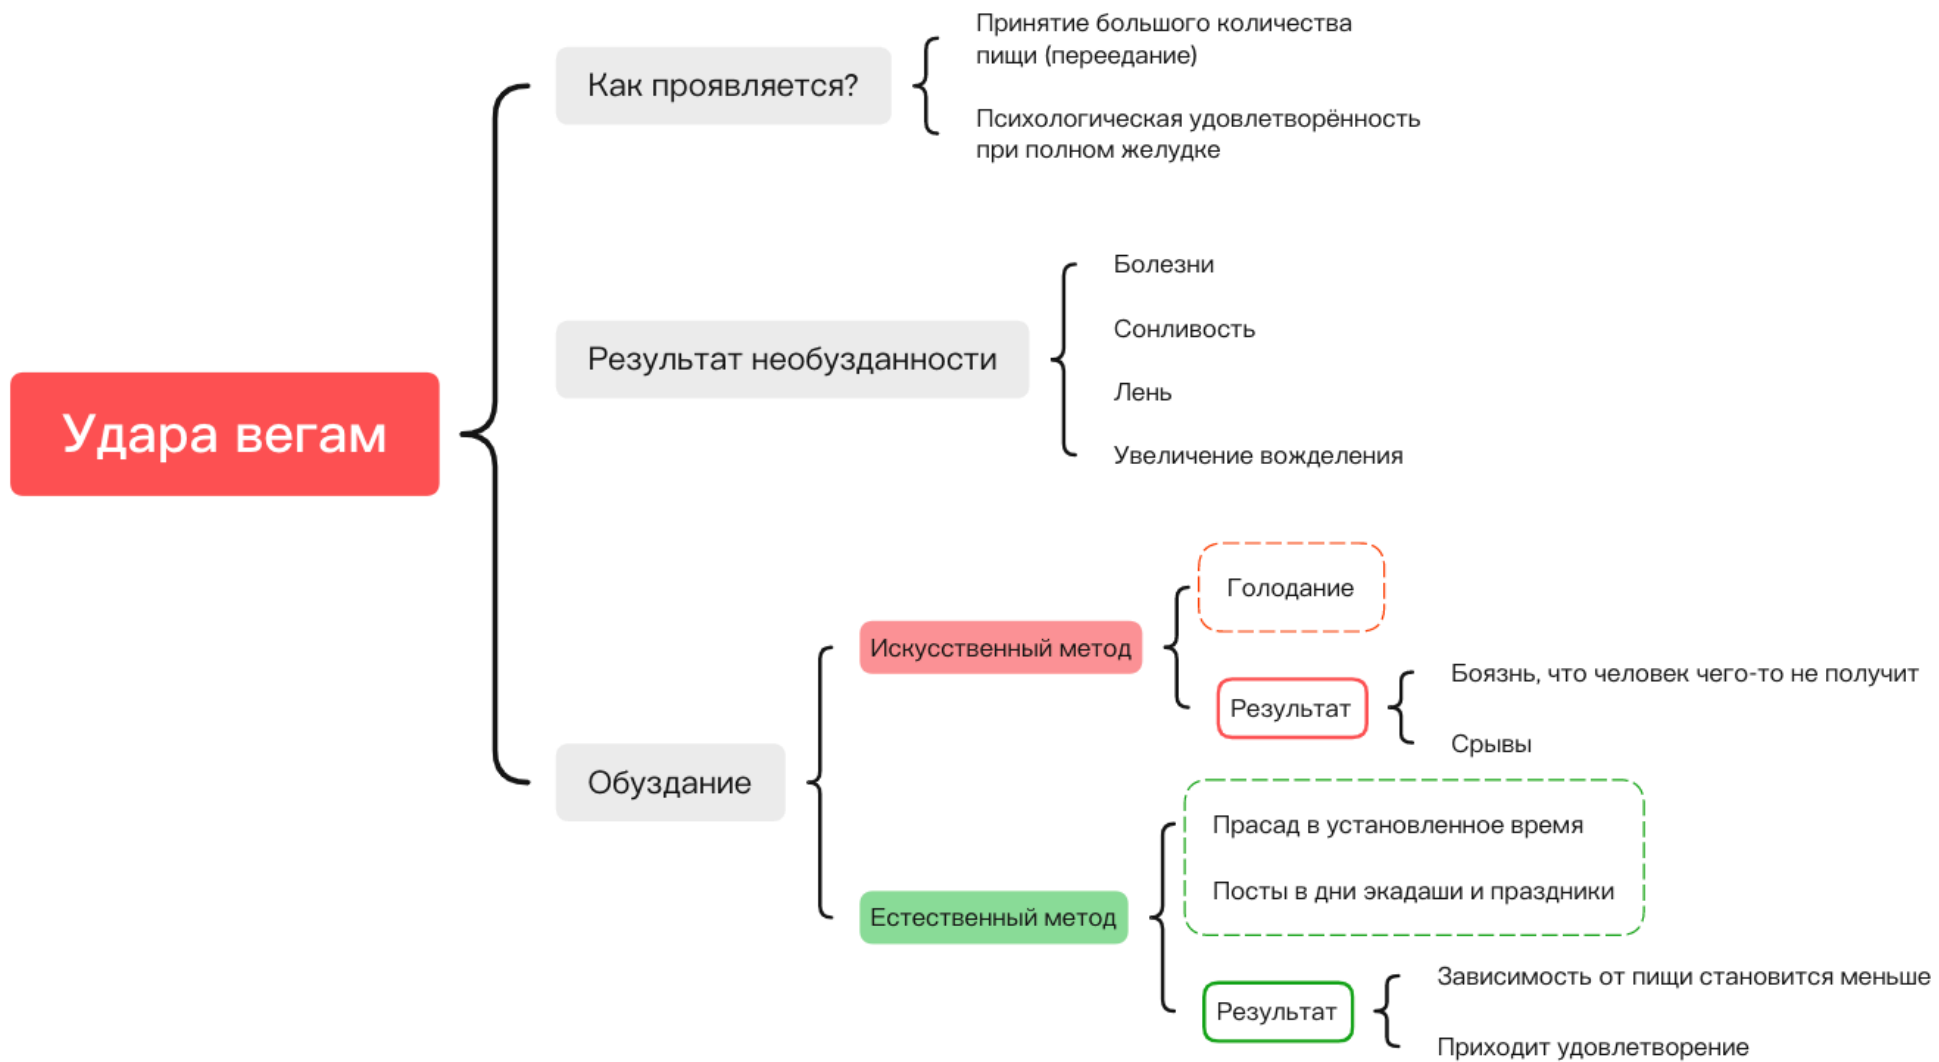 Удара вегам
Как проявляется?
Принятие большого количества
пищи (переедание)
Психологическая удовлетворённость
при полном желудке
Результат необузданности
Болезни
Сонливость
Лень
Увеличение вожделения
Обуздание
Искусственный метод
Голодание
Результат
Боязнь, что человек чего-то не получит
Срывы
Естественный метод
Прасад в установленное время
Посты в дни экадаши и праздники
Результат
Зависимость от пищи становится меньше
Приходит удовлетворение